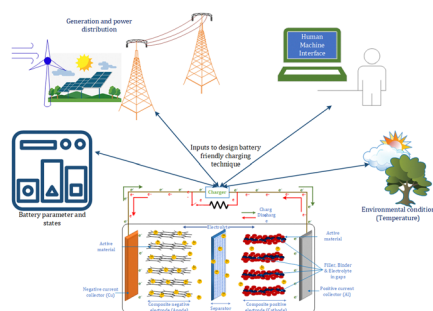 Generation and power
distribution
Human
Machine
Interface
Inputs to design battery
friendly charging
technique
Battery parameter and
states
Environmental condition
(Temperature)
Charger
Electrolyte
Active
material
Active
material
Filler, Binder
& Electrolyte
in gaps
Negative current
collector (Cu)
Positive current
collector (Al)
Composite negative
electrode (Anode)
Separator
Composite positive
electrode (Cathode)